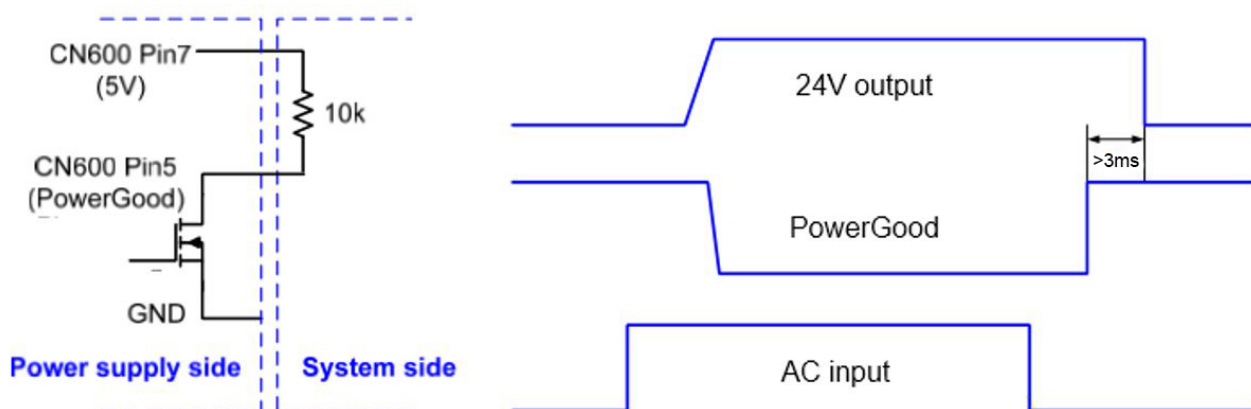 CN600 Pin7
(5V)
10k
CN600 Pin5
(PowerGood)
GND
Power supply side
System side
24V output
>3ms
PowerGood
AC input